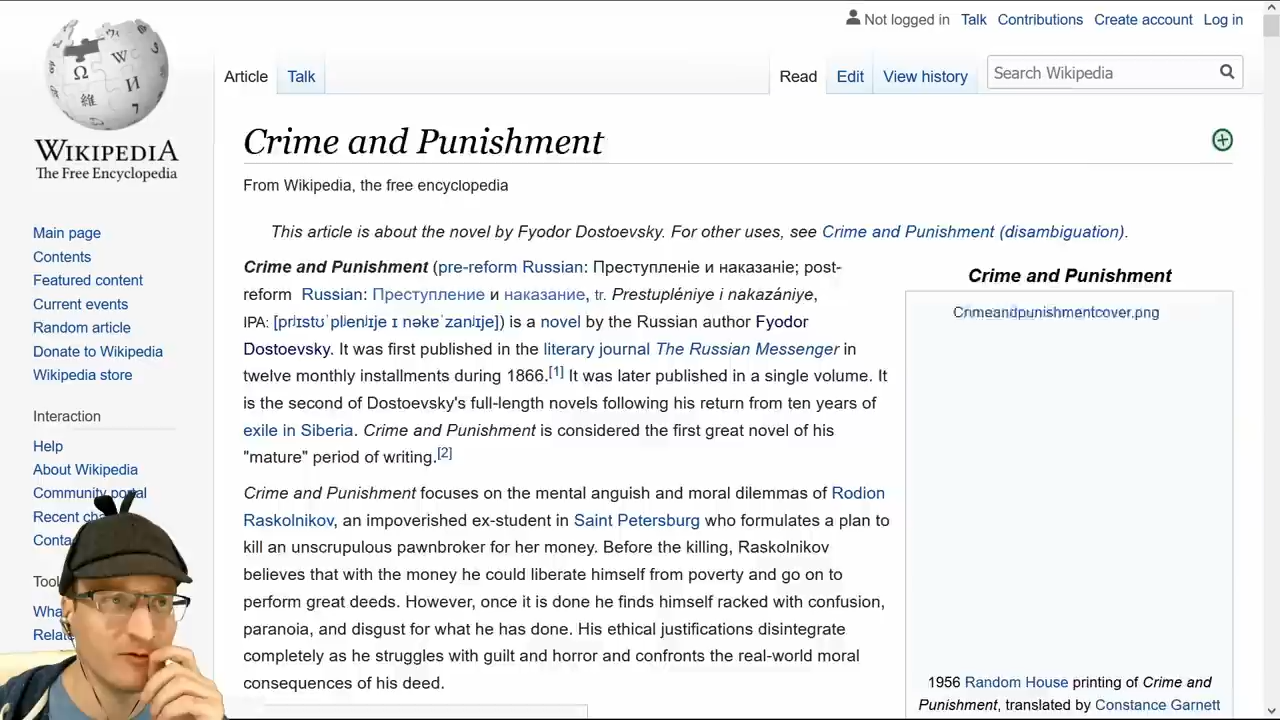 Not logged in Talk Contributions Create account Log in
Article Talk Read Edit View history Search Wikipedia
WIKIPEDIA
The Free Encyclopedia
Main page
Contents
Featured content
Current events
Random article
Donate to Wikipedia
Wikipedia store
Interaction
Help
About Wikipedia
Community portal
Recent
Tool
Crime and Punishment
From Wikipedia, the free encyclopedia
This article is about the novel by Fyodor Dostoevsky. For other uses, see Crime and Punishment (disambiguation).
Crime and Punishment (pre-reform Russian: Преступленіе и наказаніе; post-
reform Russian: Преступление и наказание, tr. Prestupléniye i nakazániye,
IPA: [prʲɪstʊˈplʲenʲɪje ɪ nəkɐˈzanʲɪje]) is a novel by the Russian author Fyodor
Dostoevsky. It was first published in the literary journal The Russian Messenger in
twelve monthly installments during 1866.[1] It was later published in a single volume. It
is the second of Dostoevsky's full-length novels following his return from ten years of
exile in Siberia. Crime and Punishment is considered the first great novel of his
"mature" period of writing.[2]
Crime and Punishment focuses on the mental anguish and moral dilemmas of Rodion
Raskolnikov, an impoverished ex-student in Saint Petersburg who formulates a plan to
kill an unscrupulous pawnbroker for her money. Before the killing, Raskolnikov
believes that with the money he could liberate himself from poverty and go on to
perform great deeds. However, once it is done he finds himself racked with confusion,
paranoia, and disgust for what he has done. His ethical justifications disintegrate
completely as he struggles with guilt and horror and confronts the real-world moral
consequences of his deed.
Crime and Punishment
Crimeandpunishmentcover.png
1956 Random House printing of Crime and
Punishment, translated by Constance Garnett